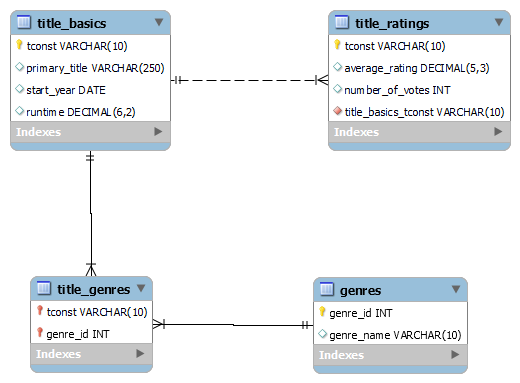 title_basics
tconst VARCHAR(10)
primary_title VARCHAR(250)
start_year DATE
runtime DECIMAL(6,2)
Indexes
title_ratings
tconst VARCHAR(10)
average_rating DECIMAL(5,3)
number_of_votes INT
title_basics_tconst VARCHAR(10)
Indexes
title_genres
tconst VARCHAR(10)
genre_id INT
Indexes
genres
genre_id INT
genre_name VARCHAR(10)
Indexes